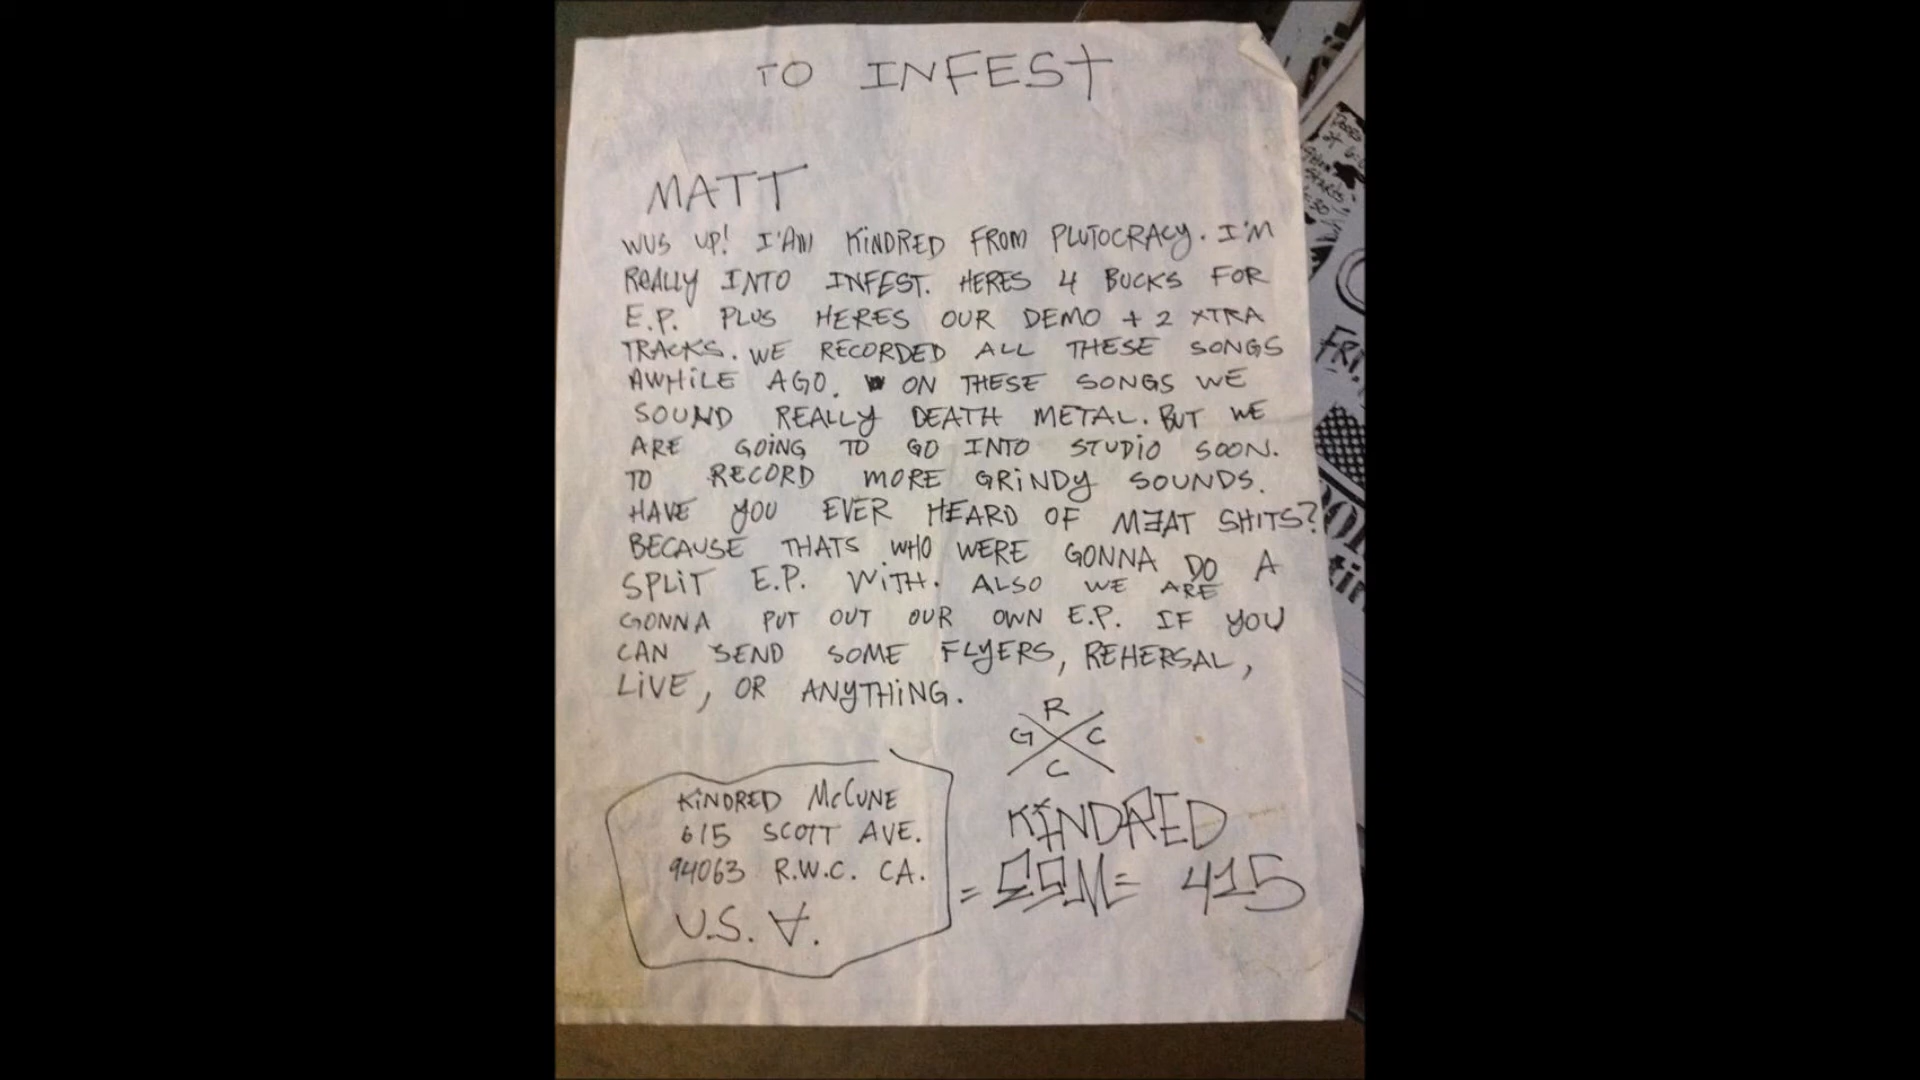 TO INFEST
MATT
WUS UP! I'AM KINDRED FROM PLUTOCRACY. I'M
REALLY INTO INFEST. HERES 4 BUCKS FOR
E.P. PLUS HERES OUR DEMO + 2 XTRA
TRACKS. WE RECORDED ALL THESE SONGS
AWHILE AGO. ON THESE SONGS WE
SOUND REALLY DEATH METAL. BUT WE
ARE GOING TO GO INTO STUDIO SOON.
TO RECORD MORE GRINDY SOUNDS.
HAVE YOU EVER HEARD OF MEAT SHITS?
BECAUSE THATS WHO WERE GONNA DO A
SPLIT E.P. WITH. ALSO WE ARE
GONNA PUT OUT OUR OWN E.P. IF YOU
CAN SEND SOME FLYERS, REHERSAL,
LIVE, OR ANYTHING.
R
G C
C
KINDRED McCUNE
615 SCOTT AVE.
94063 R.W.C. CA.
U.S.A.
KINDRED
= = 415
FRI.